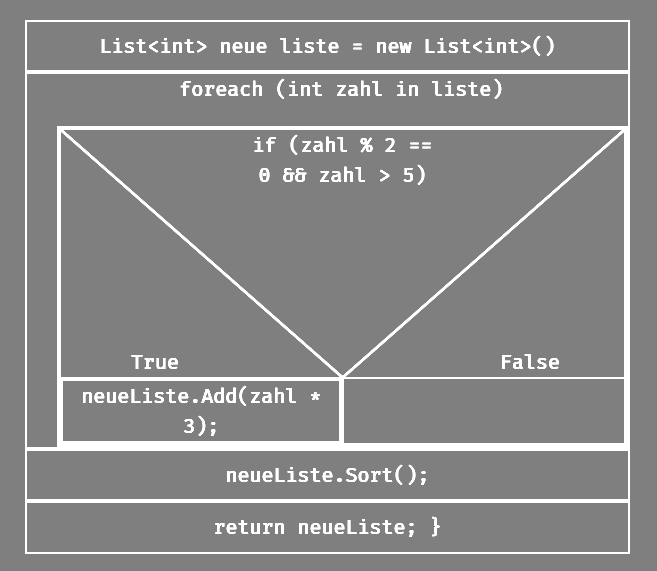 List<int> neue liste = new List<int>()
foreach (int zahl in liste)
if (zahl % 2 ==
0 && zahl > 5)
True
False
neueListe.Add(zahl *
3);
neueListe.Sort();
return neueListe; }